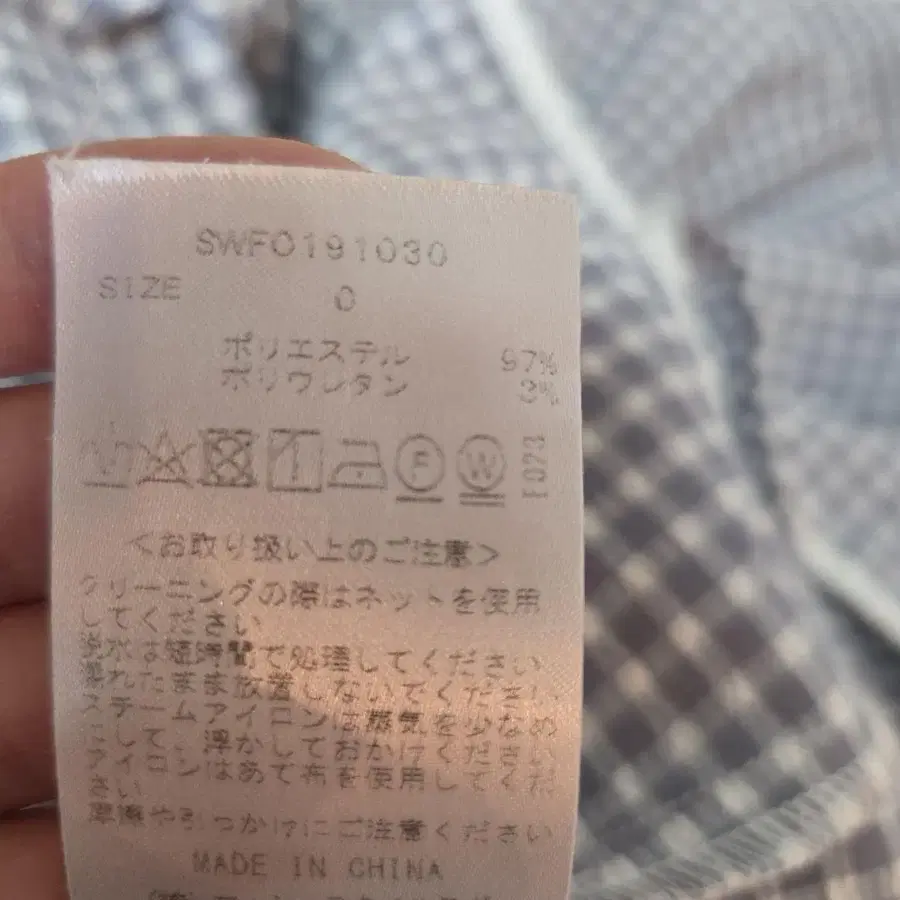 SWFO191030
SIZE 0
ポリエステル 97%
ポリウレタン 3%
F W 1073
<お取り扱い上のご注意>
クリーニングの際はネットを使用
してください
脱水は短時間で処理してください
濡れたまま放置しないでください
スチームアイロンは蒸気を少なめ
にして、浮かしておかけください
アイロンはあて布を使用してくだ
さい
摩擦や引っかけにご注意ください
MADE IN CHINA